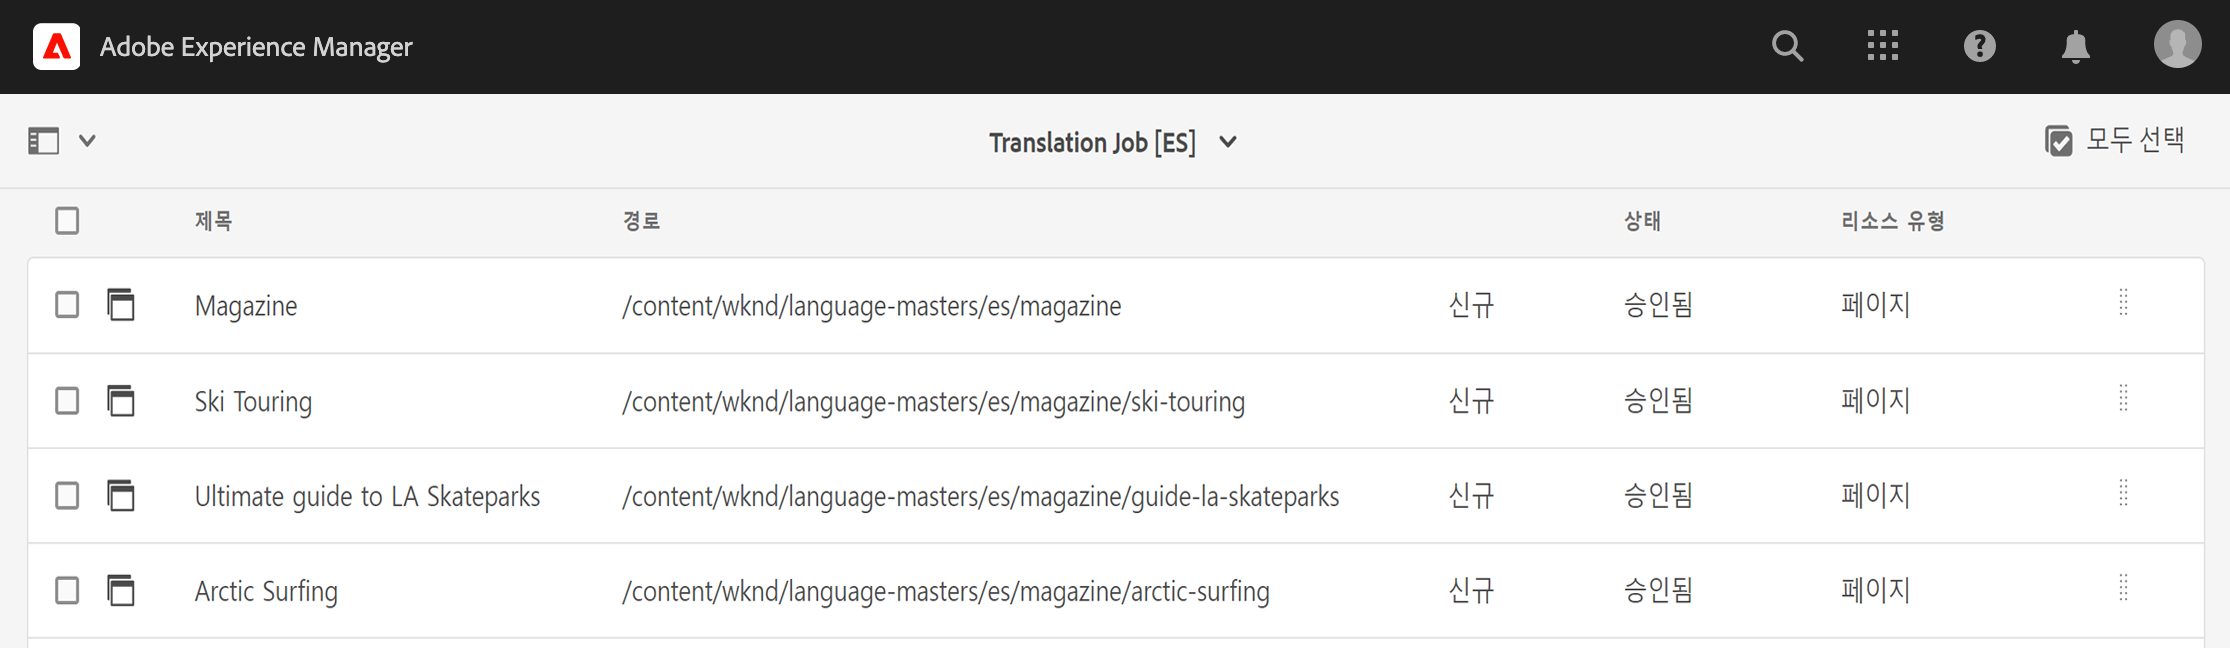 Adobe Experience Manager
Translation Job [ES]
모두 선택
제목 경로 상태 리소스 유형
Magazine /content/wknd/language-masters/es/magazine 신규 승인됨 페이지
Ski Touring /content/wknd/language-masters/es/magazine/ski-touring 신규 승인됨 페이지
Ultimate guide to LA Skateparks /content/wknd/language-masters/es/magazine/guide-la-skateparks 신규 승인됨 페이지
Arctic Surfing /content/wknd/language-masters/es/magazine/arctic-surfing 신규 승인됨 페이지